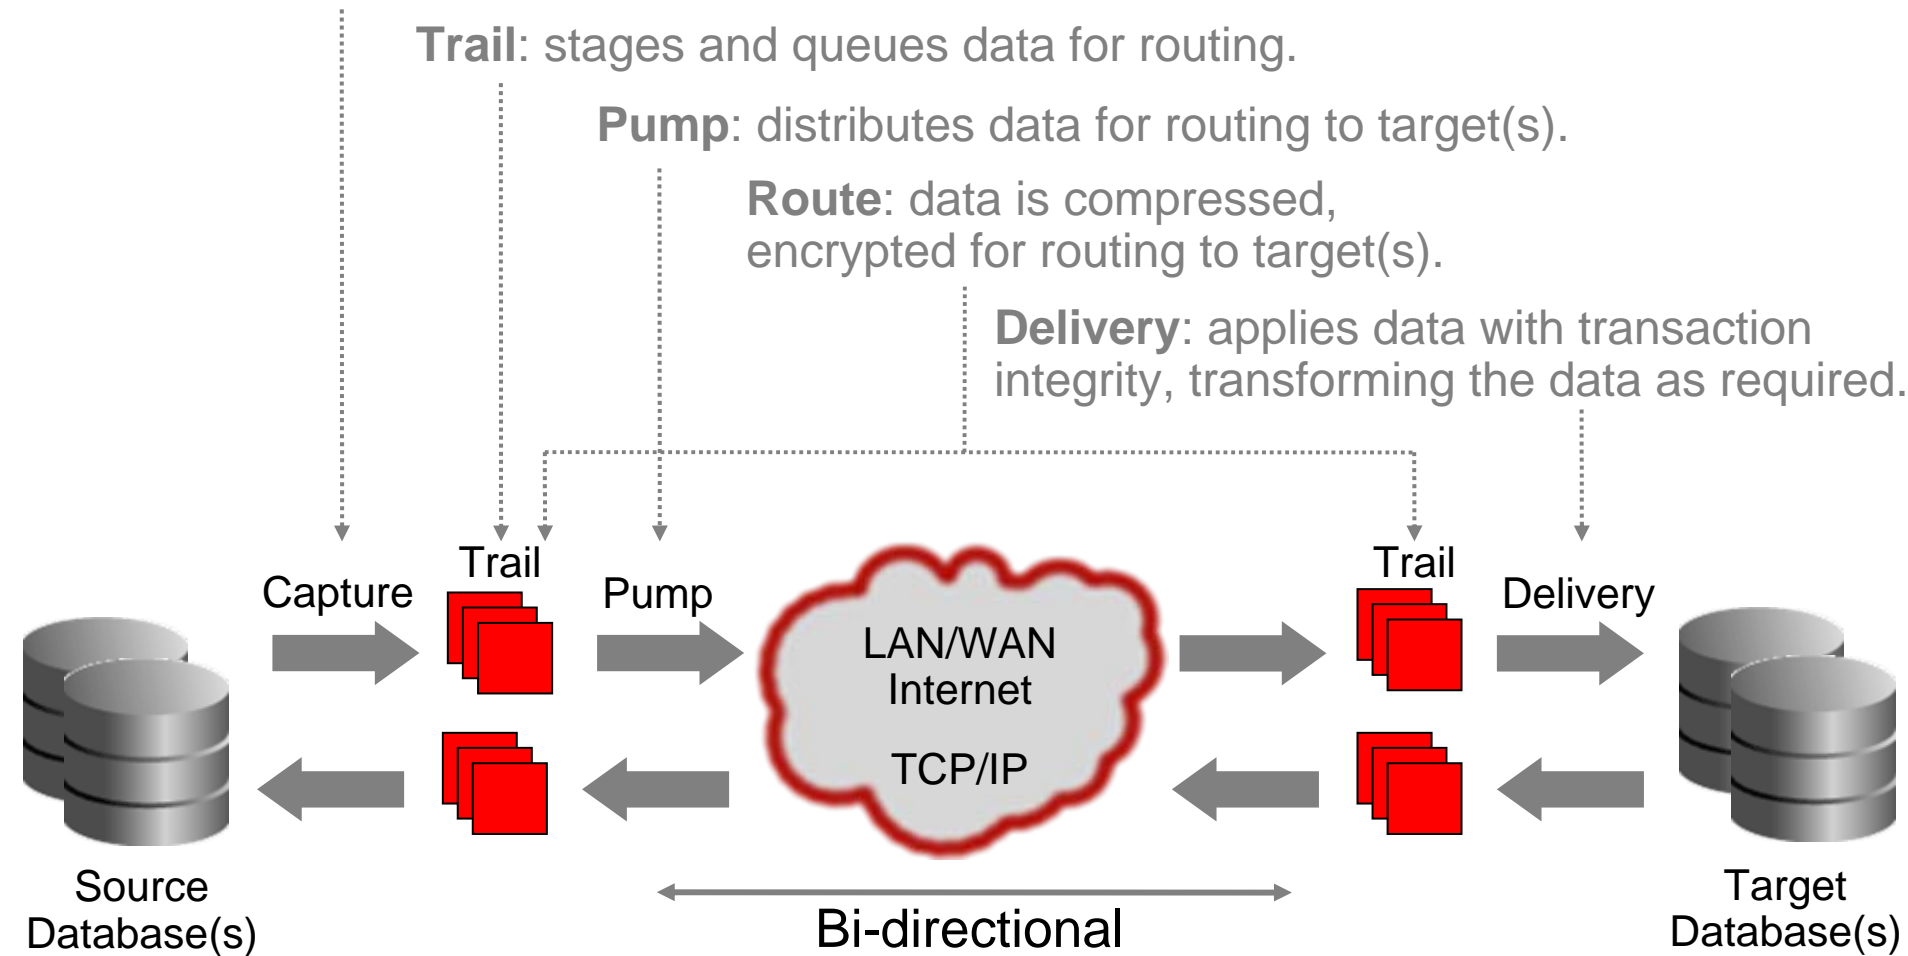 Trail: stages and queues data for routing.
Pump: distributes data for routing to target(s).
Route: data is compressed,
encrypted for routing to target(s).
Delivery: applies data with transaction
integrity, transforming the data as required.
Capture
Trail
Pump
LAN/WAN
Internet
TCP/IP
Trail
Delivery
Source
Database(s)
Bi-directional
Target
Database(s)